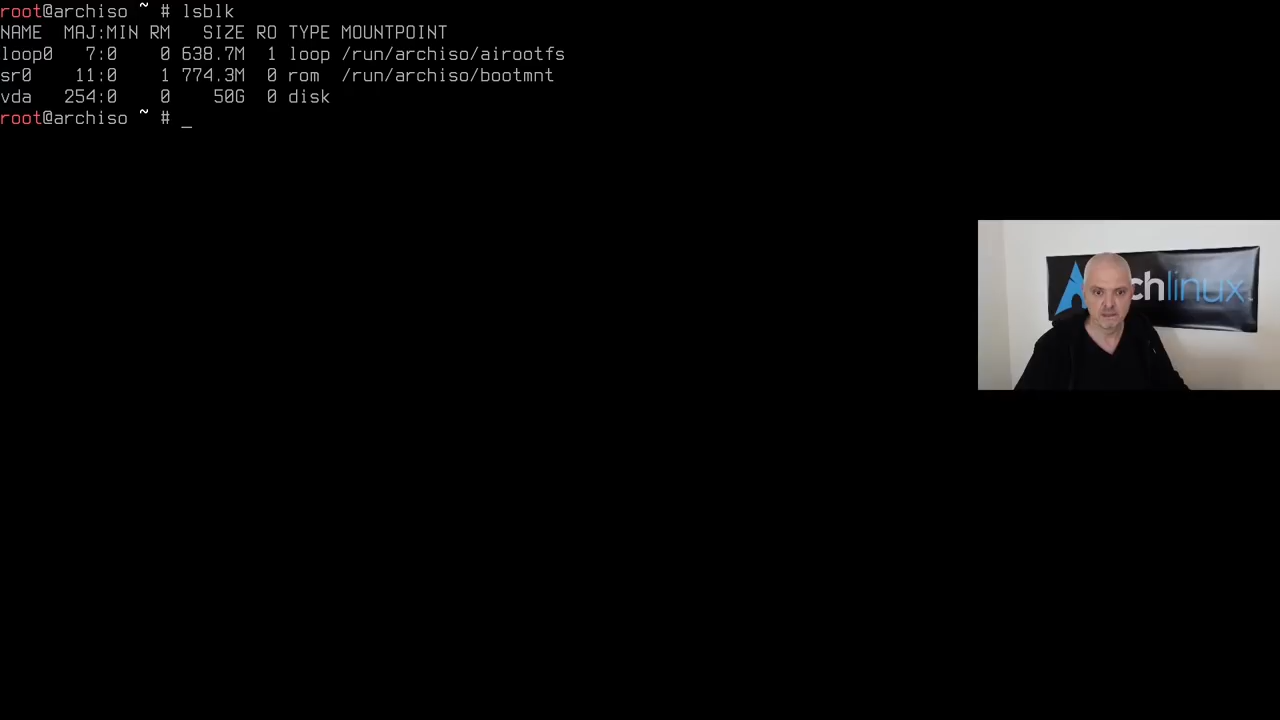 root@archiso ~ # lsblk
NAME  MAJ:MIN RM   SIZE RO TYPE MOUNTPOINT
loop0   7:0    0 638.7M  1 loop /run/archiso/airootfs
sr0    11:0    1 774.3M  0 rom  /run/archiso/bootmnt
vda   254:0    0    50G  0 disk
root@archiso ~ # _
chlinux